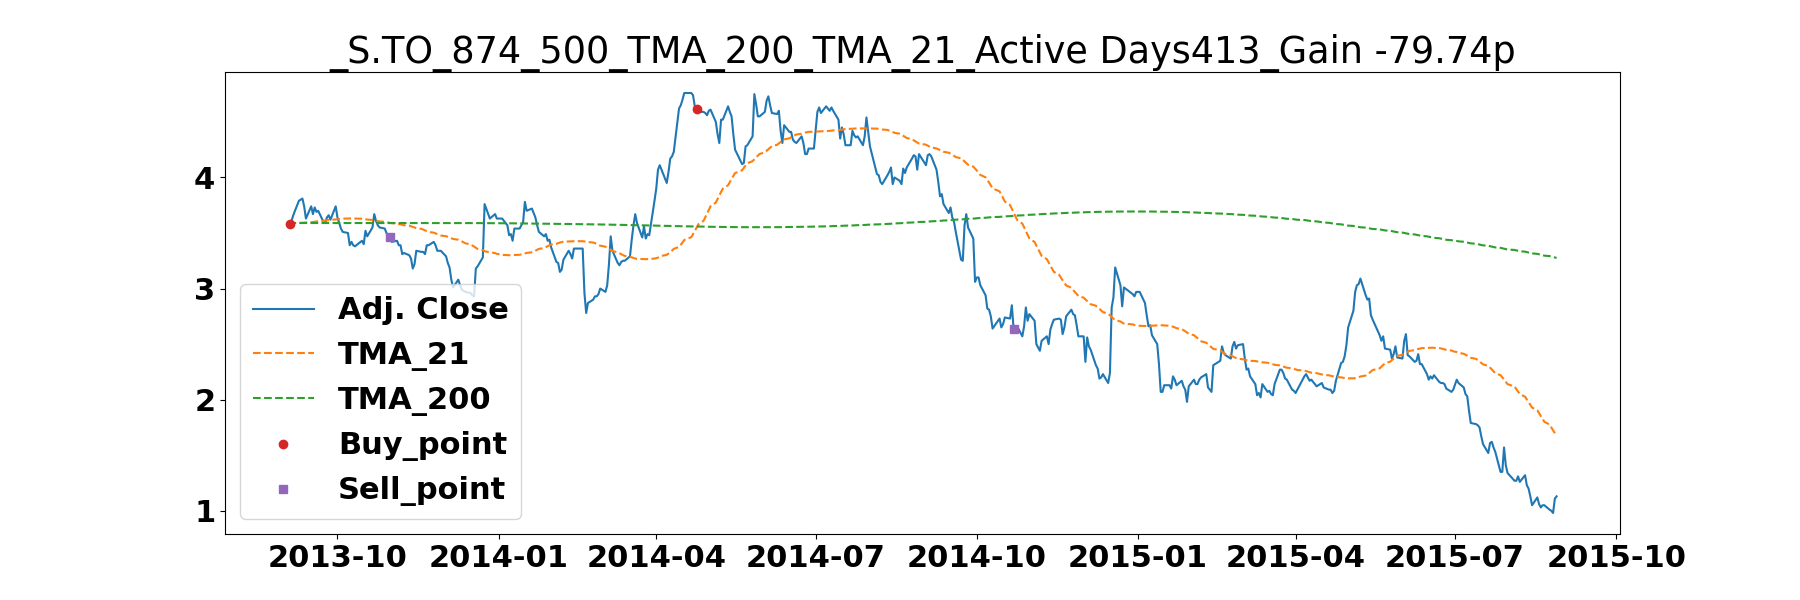 _S.TO_874_500_TMA_200_TMA_21_Active Days413_Gain -79.74p
4
3
2
1
Adj. Close
TMA_21
TMA_200
Buy_point
Sell_point
2013-10 2014-01 2014-04 2014-07 2014-10 2015-01 2015-04 2015-07 2015-10